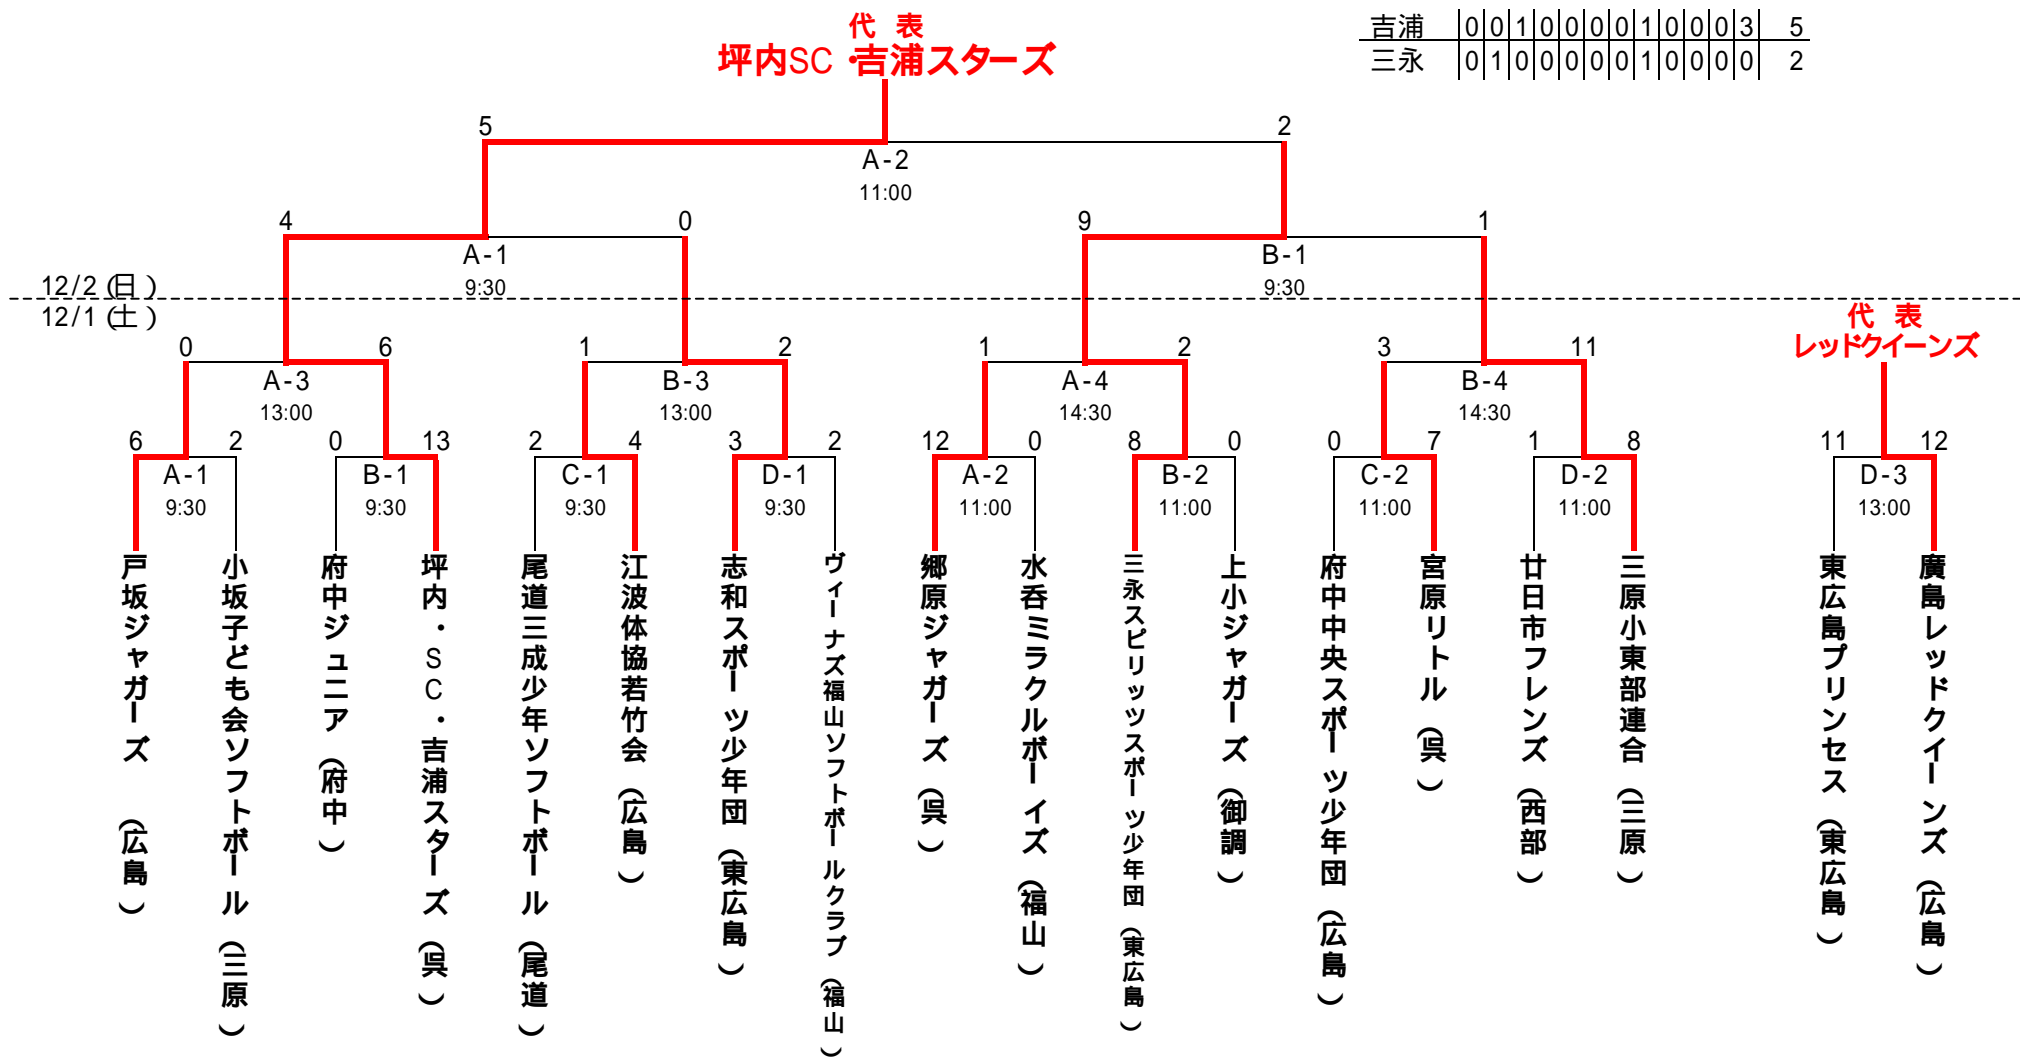 代 表
坪内SC・吉浦スターズ
吉浦 0 0 1 0 0 0 0 1 0 0 0 3 5
三永 0 1 0 0 0 0 0 1 0 0 0 0 2
5 2
A-2
11:00
4 0 9 1
A-1 B-1
9:30 9:30
12/2 (日)
12/1 (土)
代 表
レッドクイーンズ
0 6 1 2 1 2 3 11
A-3 B-3 A-4 B-4
13:00 13:00 14:30 14:30
6 2 0 13 2 4 3 2 12 0 8 0 0 7 1 8 11 12
A-1 B-1 C-1 D-1 A-2 B-2 C-2 D-2 D-3
9:30 9:30 9:30 9:30 11:00 11:00 11:00 11:00 13:00
戸坂ジャガーズ (広島)
小坂子ども会ソフトボール (三原)
府中ジュニア (府中)
坪内・SC・吉浦スターズ (呉)
尾道三成少年ソフトボール (尾道)
江波体協若竹会 (広島)
志和スポーツ少年団 (東広島)
ヴィーナズ福山ソフトボールクラブ (福山)
郷原ジャガーズ (呉)
水呑ミラクルボーイズ (福山)
三永スピリッツスポーツ少年団 (東広島)
上小ジャガーズ (御調)
府中中央スポーツ少年団 (広島)
宮原リトル (呉)
廿日市フレンズ (西部)
三原小東部連合 (三原)
東広島プリンセス (東広島)
廣島レッドクイーンズ (広島)